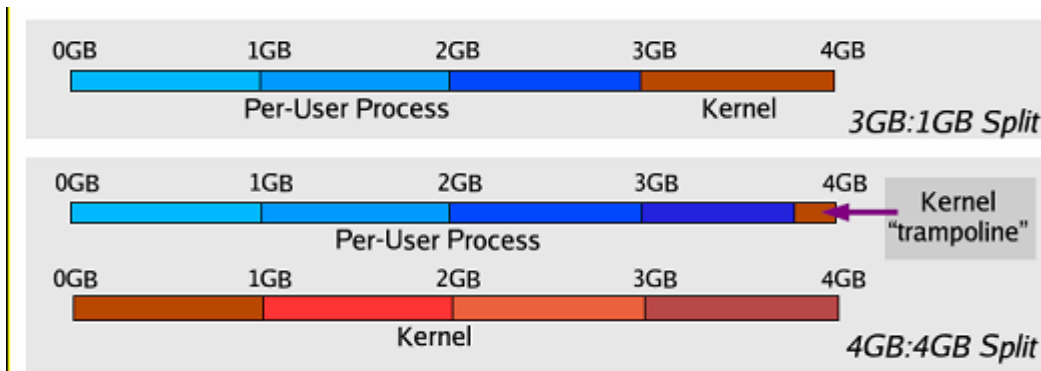 0GB 1GB 2GB 3GB 4GB
Per-User Process Kernel
3GB:1GB Split
0GB 1GB 2GB 3GB 4GB
Kernel
"trampoline"
Per-User Process
0GB 1GB 2GB 3GB 4GB
Kernel
4GB:4GB Split